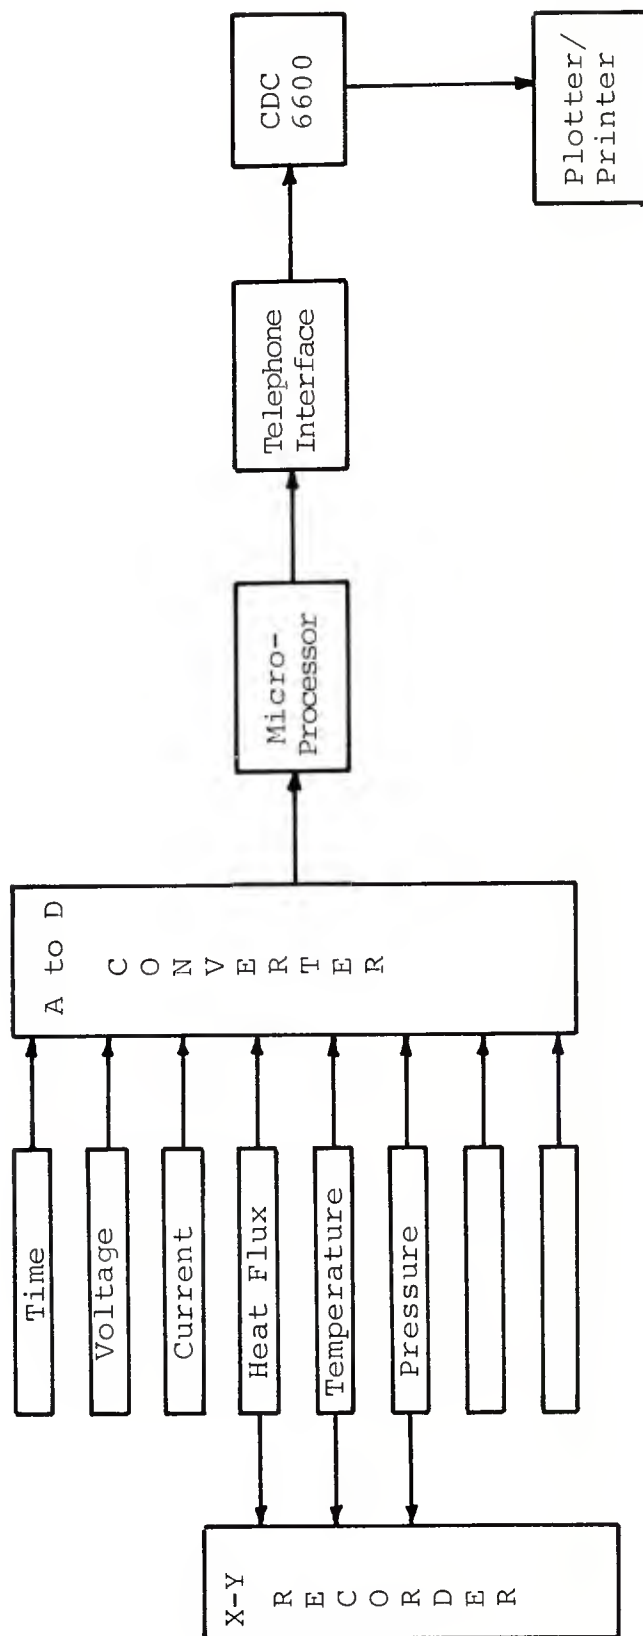 X-Y
RECORDER
Time
Voltage
Current
Heat Flux
Temperature
Pressure
A to D
CONVERTER
Micro-
Processor
Telephone
Interface
CDC
6600
Plotter/
Printer